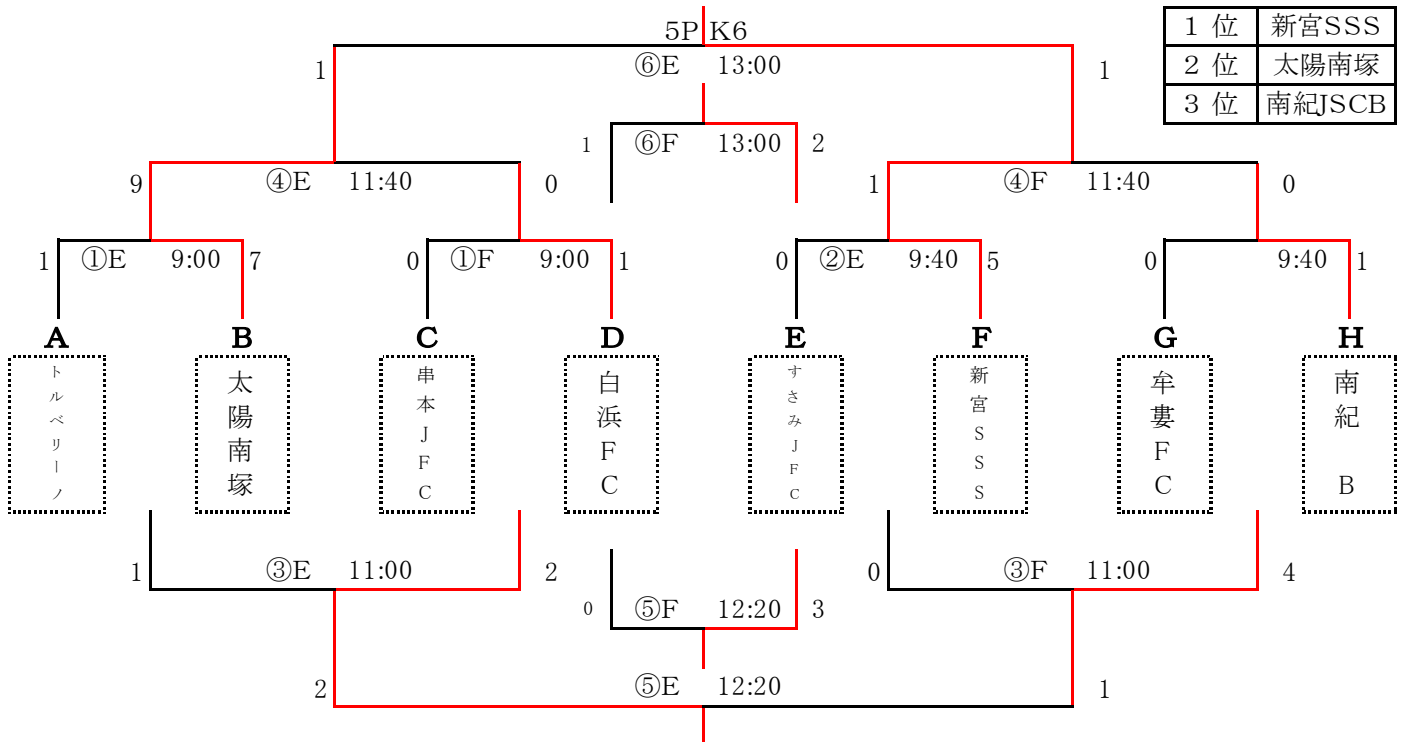 5PK6
1 位 新宮SSS
1 ⑥E 13:00 1
2 位 太陽南塚
3 位 南紀JSCB
1 ⑥F 13:00 2
9 ④E 11:40 0 1 ④F 11:40 0
1 ①E 9:00 7 0 ①F 9:00 1 0 ②E 9:40 5 0 9:40 1
A B C D E F G H
トルベリーノ
太陽南塚
串本JFC
白浜FC
すさみJFC
新宮SSS
牟婁FC
南紀 B
1 ③E 11:00 2 0 ③F 11:00 4
0 ⑤F 12:20 3
2 ⑤E 12:20 1